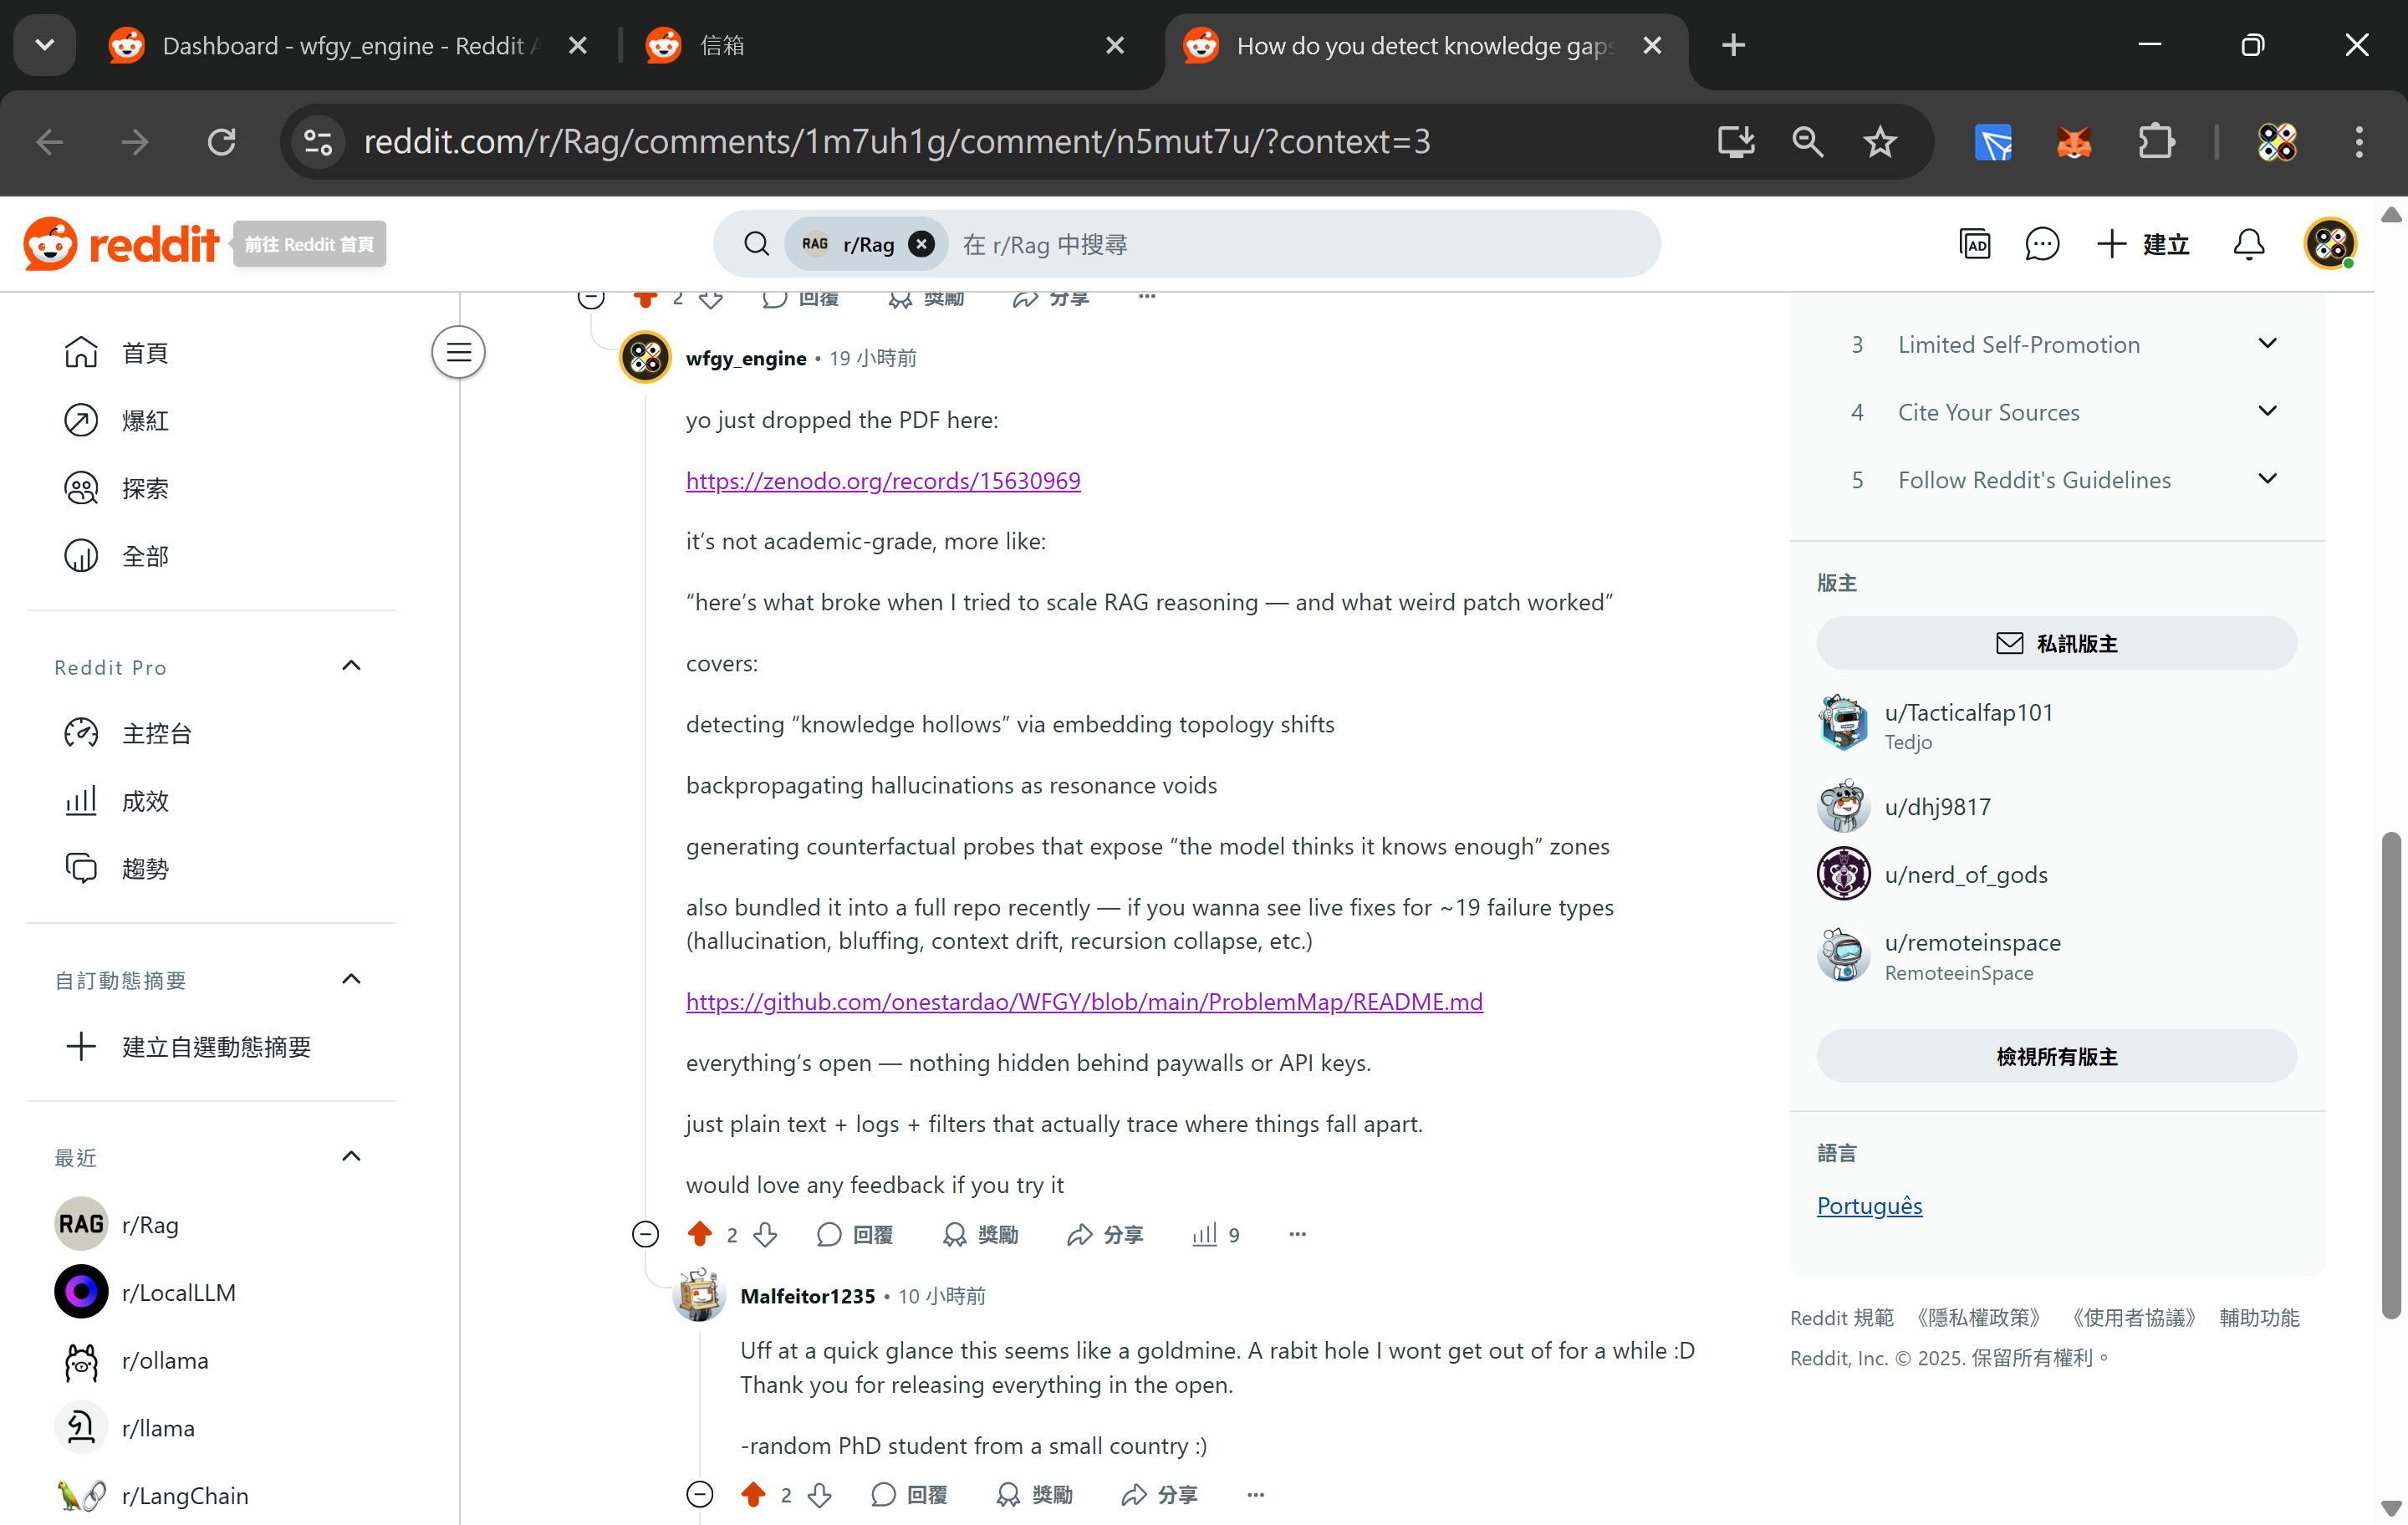 Dashboard - wfgy_engine - Reddit A
信箱
How do you detect knowledge gaps
reddit.com/r/Rag/comments/1m7uh1g/comment/n5mut7u/?context=3
reddit
前往 Reddit 首頁
RAG r/Rag
在 r/Rag 中搜尋
AD
建立
首頁
爆紅
探索
全部
Reddit Pro
主控台
成效
趨勢
自訂動態摘要
建立自選動態摘要
最近
RAG r/Rag
r/LocalLLM
r/ollama
r/llama
r/LangChain
2 回覆 獎勵 分享
wfgy_engine • 19 小時前
yo just dropped the PDF here:
https://zenodo.org/records/15630969
it’s not academic-grade, more like:
“here’s what broke when I tried to scale RAG reasoning — and what weird patch worked”
covers:
detecting “knowledge hollows” via embedding topology shifts
backpropagating hallucinations as resonance voids
generating counterfactual probes that expose “the model thinks it knows enough” zones
also bundled it into a full repo recently — if you wanna see live fixes for ~19 failure types
(hallucination, bluffing, context drift, recursion collapse, etc.)
https://github.com/onestardao/WFGY/blob/main/ProblemMap/README.md
everything’s open — nothing hidden behind paywalls or API keys.
just plain text + logs + filters that actually trace where things fall apart.
would love any feedback if you try it
2 回覆 獎勵 分享 9
Malfeitor1235 • 10 小時前
Uff at a quick glance this seems like a goldmine. A rabit hole I wont get out of for a while :D
Thank you for releasing everything in the open.
-random PhD student from a small country :)
2 回覆 獎勵 分享
3 Limited Self-Promotion
4 Cite Your Sources
5 Follow Reddit's Guidelines
版主
私訊版主
u/Tacticalfap101
Tedjo
u/dhj9817
u/nerd_of_gods
u/remoteinspace
RemoteeinSpace
檢視所有版主
語言
Português
Reddit 規範 《隱私權政策》 《使用者協議》 輔助功能
Reddit, Inc. © 2025. 保留所有權利。